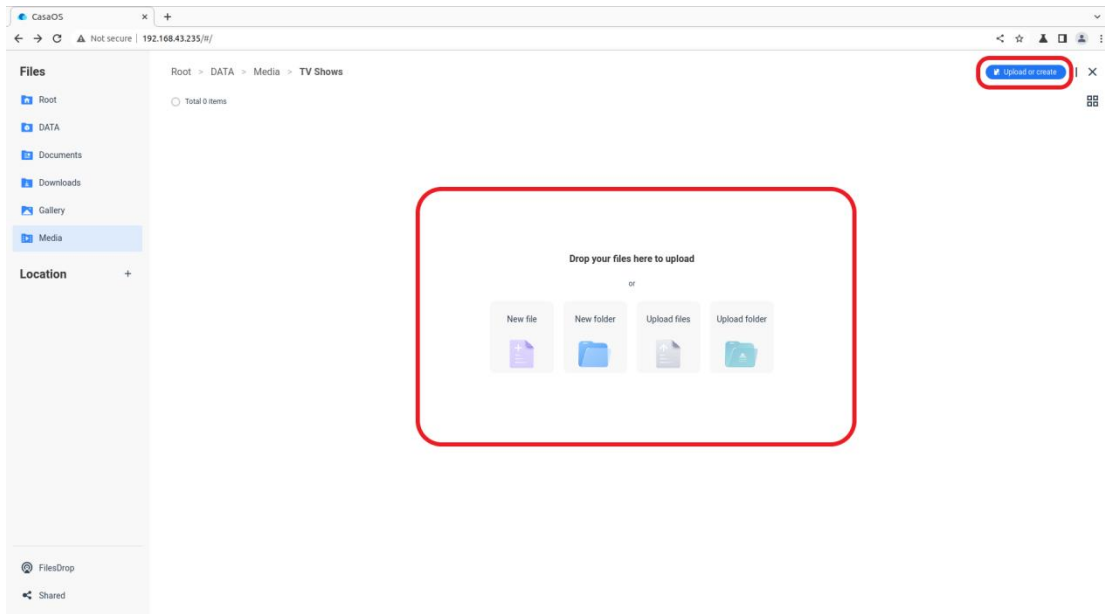 CasaOS
Not secure | 192.168.43.235/#/
Files
Root > DATA > Media > TV Shows
Upload or create
Root
Total 0 items
DATA
Documents
Downloads
Gallery
Media
Location +
Drop your files here to upload
or
New file New folder Upload files Upload folder
FilesDrop
Shared